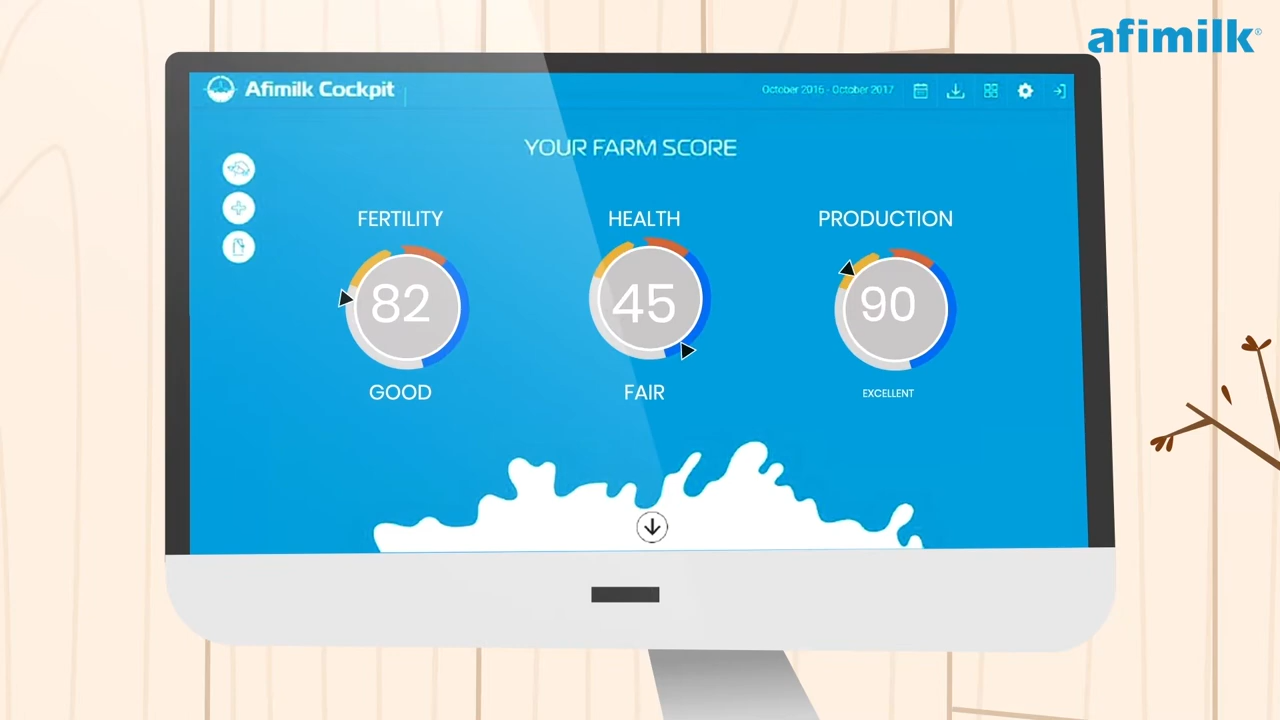 afimilk®
Afimilk Cockpit
October 2016 - October 2017
YOUR FARM SCORE
FERTILITY
HEALTH
PRODUCTION
82
45
90
GOOD
FAIR
EXCELLENT